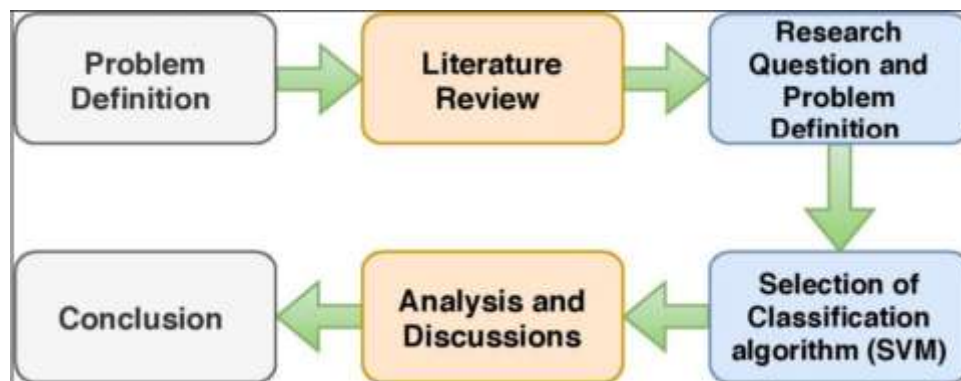 Problem
Definition
Literature
Review
Research
Question and
Problem
Definition
Selection of
Classification
algorithm (SVM)
Analysis and
Discussions
Conclusion